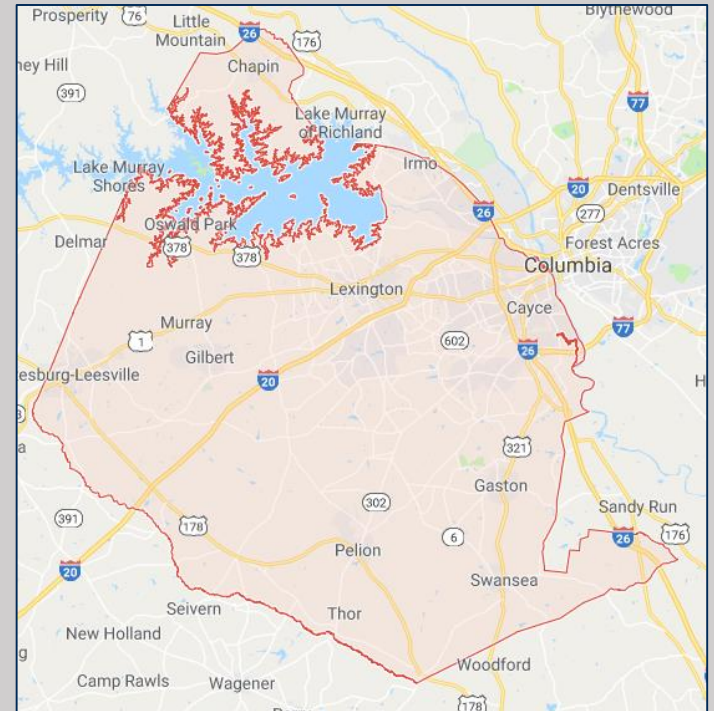 Prosperity
76
Little
Mountain
26
176
Blythewood
ney Hill
Chapin
391
77
Lake Murray
of Richland
Irmo
Lake Murray
Shores
20
Dentsville
277
26
Oswald Park
378
378
Delmar
Forest Acres
Columbia
Lexington
Cayce
Murray
1
602
77
26
Gilbert
esburg-Leesville
20
H
3
a
321
Gaston
302
Sandy Run
391
178
6
26
176
Pelion
20
Swansea
Seivern
Thor
New Holland
g
Woodford
Camp Rawls
Wagener
178